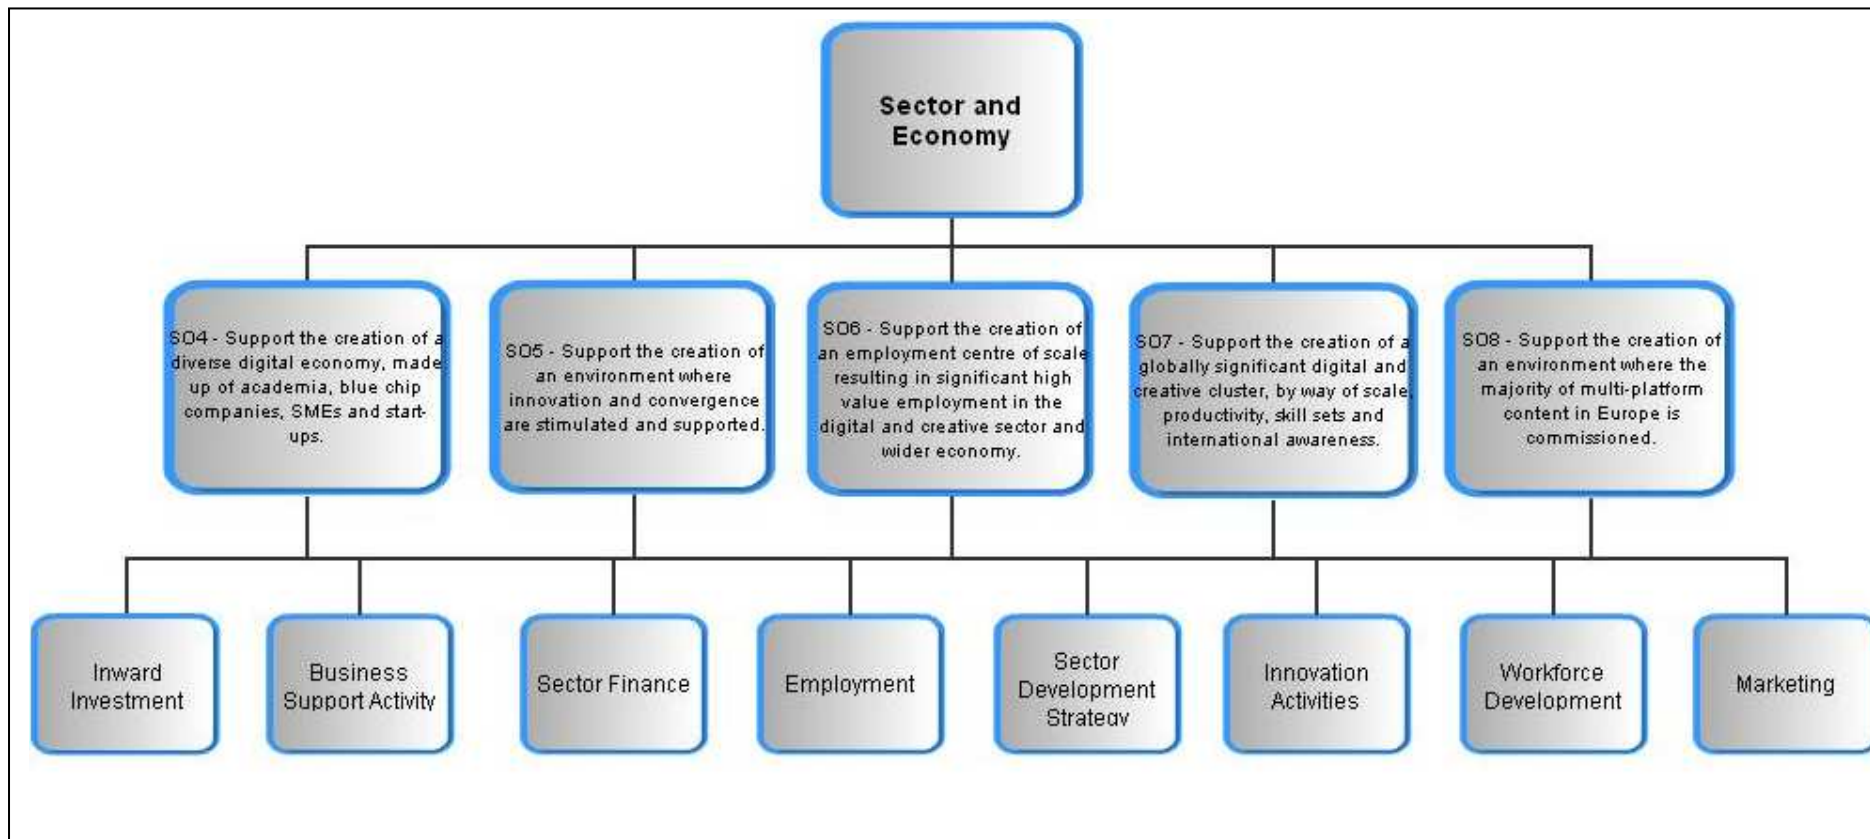 Sector and
Economy
SO4 - Support the creation of a
diverse digital economy, made
up of academia, blue chip
companies, SMEs and start-
ups.
SO5 - Support the creation of
an environment where
innovation and convergence
are stimulated and supported.
SO6 - Support the creation of
an employment centre of scale
resulting in significant high
value employment in the
digital and creative sector and
wider economy.
SO7 - Support the creation of a
globally significant digital and
creative cluster, by way of scale,
productivity, skill sets and
international awareness.
SO8 - Support the creation of
an environment where the
majority of multi-platform
content in Europe is
commissioned.
Inward
Investment
Business
Support Activity
Sector Finance
Employment
Sector
Development
Strategy
Innovation
Activities
Workforce
Development
Marketing